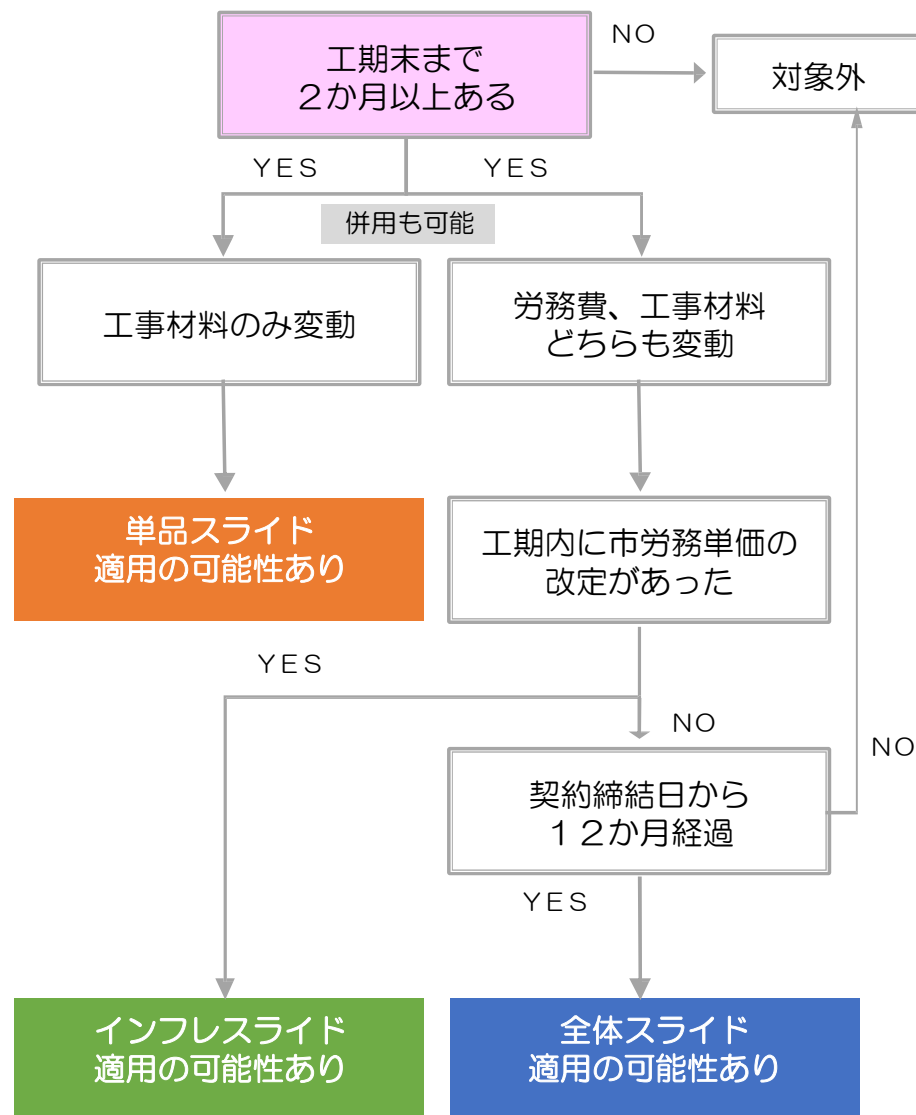 工期末まで
２か月以上ある
ＮＯ
対象外
ＹＥＳ
ＹＥＳ
併用も可能
工事材料のみ変動
労務費、工事材料
どちらも変動
単品スライド
適用の可能性あり
工期内に市労務単価の
改定があった
ＹＥＳ
ＮＯ
ＮＯ
契約締結日から
１２か月経過
ＹＥＳ
インフレスライド
適用の可能性あり
全体スライド
適用の可能性あり